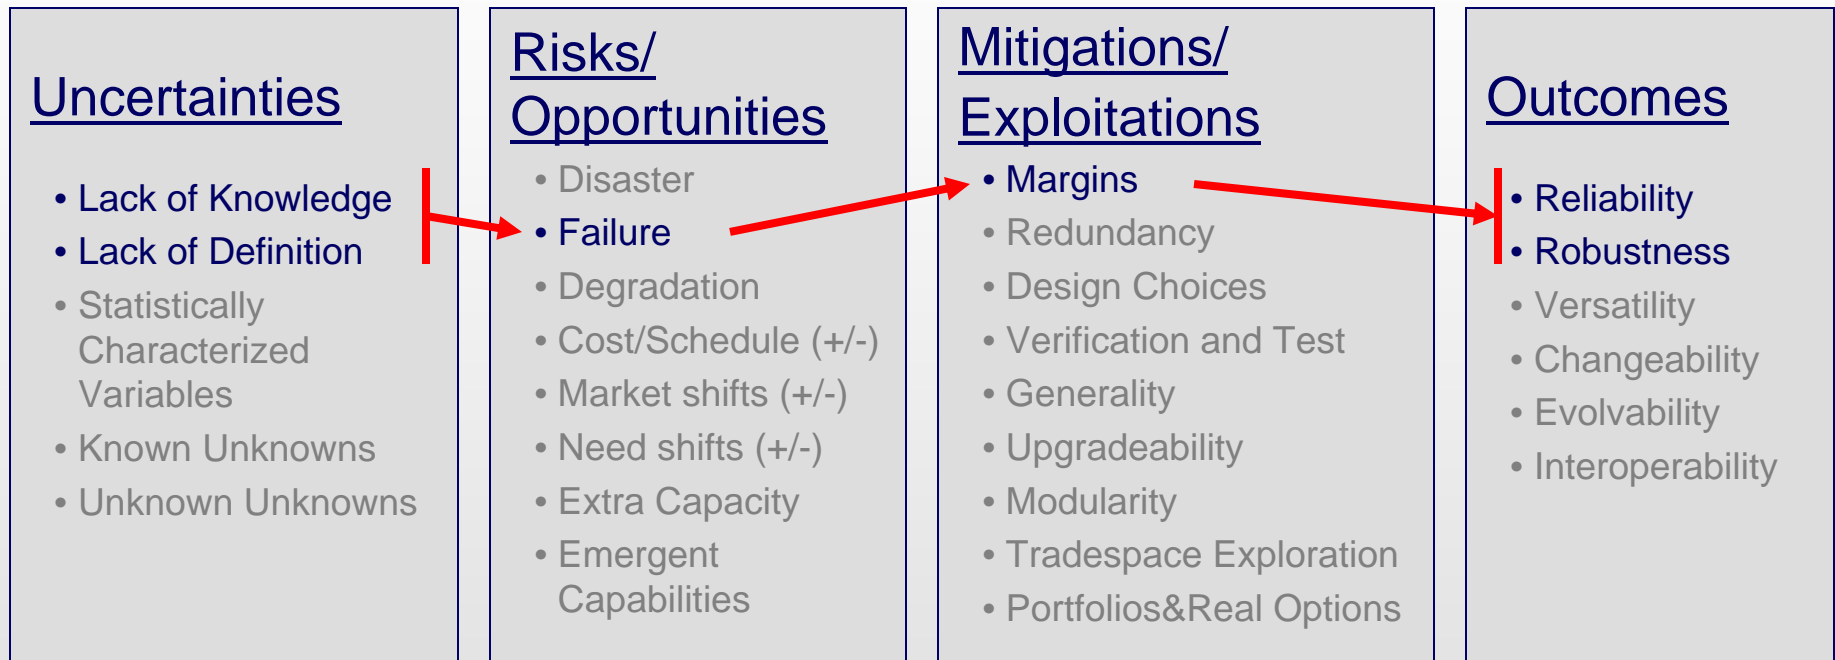 Uncertainties
• Lack of Knowledge
• Lack of Definition
• Statistically
Characterized
Variables
• Known Unknowns
• Unknown Unknowns
Risks/
Opportunities
• Disaster
• Failure
• Degradation
• Cost/Schedule (+/-)
• Market shifts (+/-)
• Need shifts (+/-)
• Extra Capacity
• Emergent
Capabilities
Mitigations/
Exploitations
• Margins
• Redundancy
• Design Choices
• Verification and Test
• Generality
• Upgradeability
• Modularity
• Tradespace Exploration
• Portfolios&Real Options
Outcomes
• Reliability
• Robustness
• Versatility
• Changeability
• Evolvability
• Interoperability